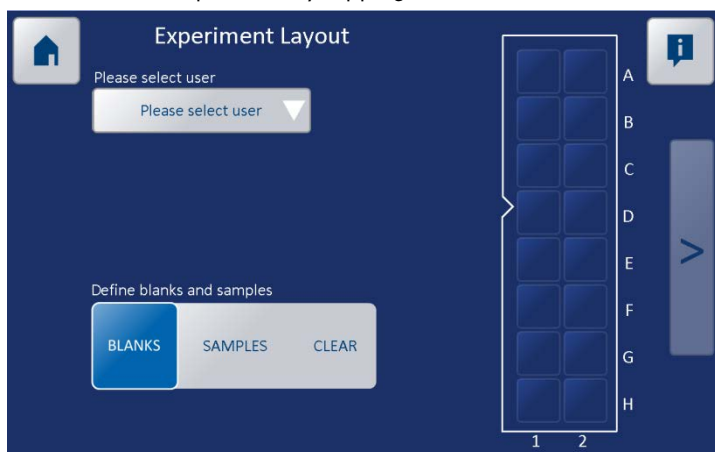 Experiment Layout
Please select user
Please select user
Define blanks and samples
BLANKS SAMPLES CLEAR
A
B
C
D
E
F
G
H
1 2
i
>